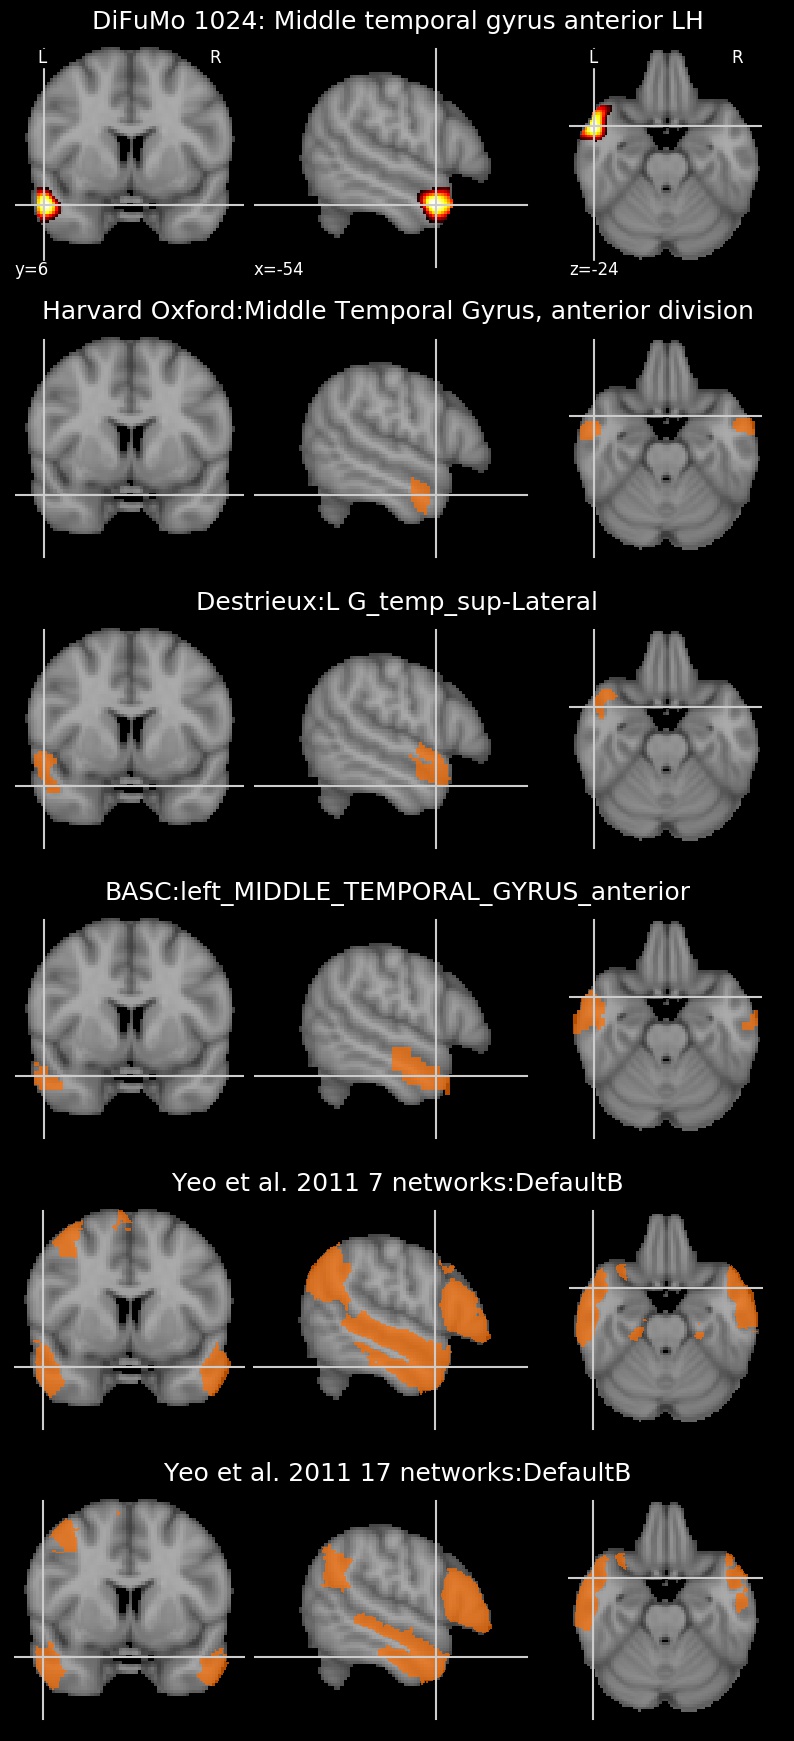 DiFuMo 1024: Middle temporal gyrus anterior LH
L R L R
y=6 x=-54 z=-24
Harvard Oxford:Middle Temporal Gyrus, anterior division
Destrieux:L G_temp_sup-Lateral
BASC:left_MIDDLE_TEMPORAL_GYRUS_anterior
Yeo et al. 2011 7 networks:DefaultB
Yeo et al. 2011 17 networks:DefaultB